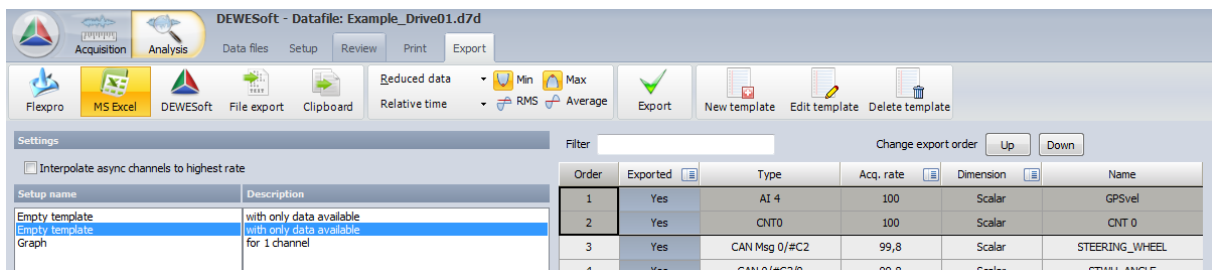 DEWESoft - Datafile: Example_Drive01.d7d
Acquisition Analysis Data files Setup Review Print Export
Flexpro MS Excel DEWESoft File export Clipboard
Reduced data Min Max
Relative time RMS Average
Export New template Edit template Delete template
Settings
Interpolate async channels to highest rate
Setup name Description
Empty template with only data available
Empty template with only data available
Graph for 1 channel
Filter Change export order Up Down
Order Exported Type Acq. rate Dimension Name
1 Yes AI 4 100 Scalar GPSvel
2 Yes CNT0 100 Scalar CNT 0
3 Yes CAN Msg 0/#C2 99,8 Scalar STEERING_WHEEL